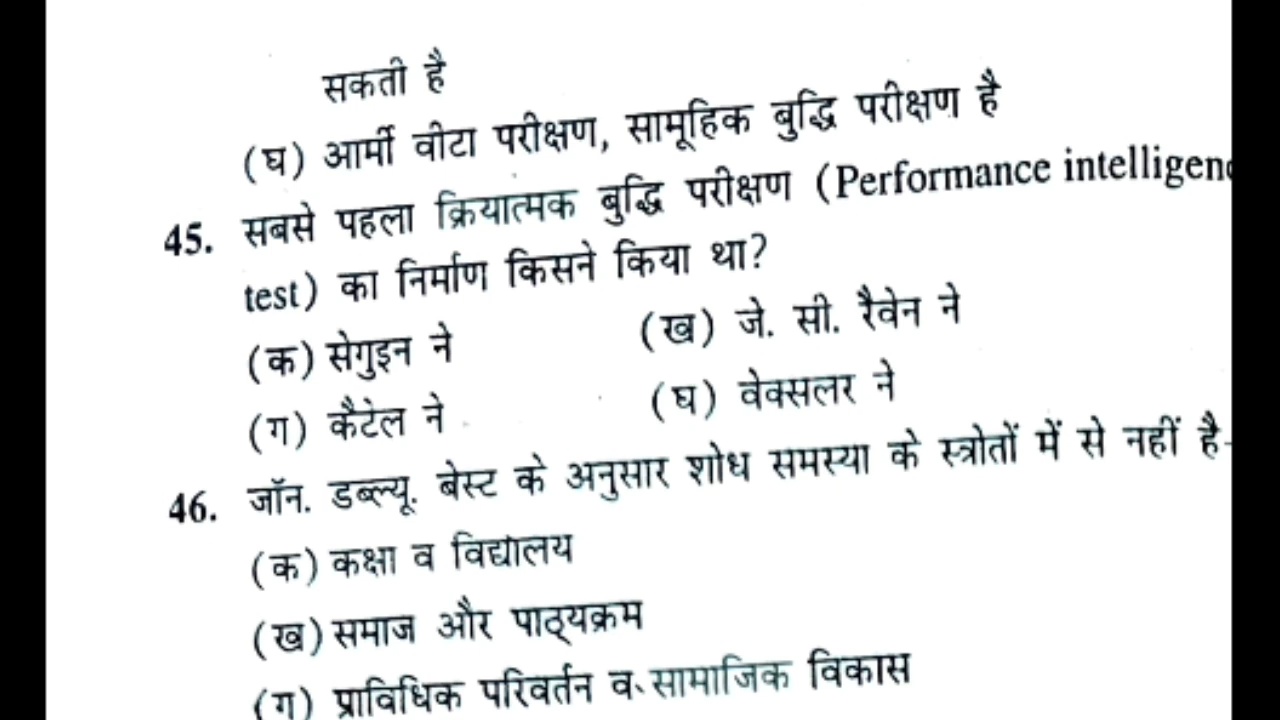 सकती है
(घ) आर्मी वीटा परीक्षण, सामूहिक बुद्धि परीक्षण है
45. सबसे पहला क्रियात्मक बुद्धि परीक्षण (Performance intelligenc
test) का निर्माण किसने किया था?
(क) सेगुइन ने (ख) जे. सी. रैवेन ने
(ग) कैटेल ने (घ) वेक्सलर ने
46. जॉन. डब्ल्यू. बेस्ट के अनुसार शोध समस्या के स्त्रोतों में से नहीं है-
(क) कक्षा व विद्यालय
(ख) समाज और पाठ्यक्रम
(ग) प्राविधिक परिवर्तन व सामाजिक विकास